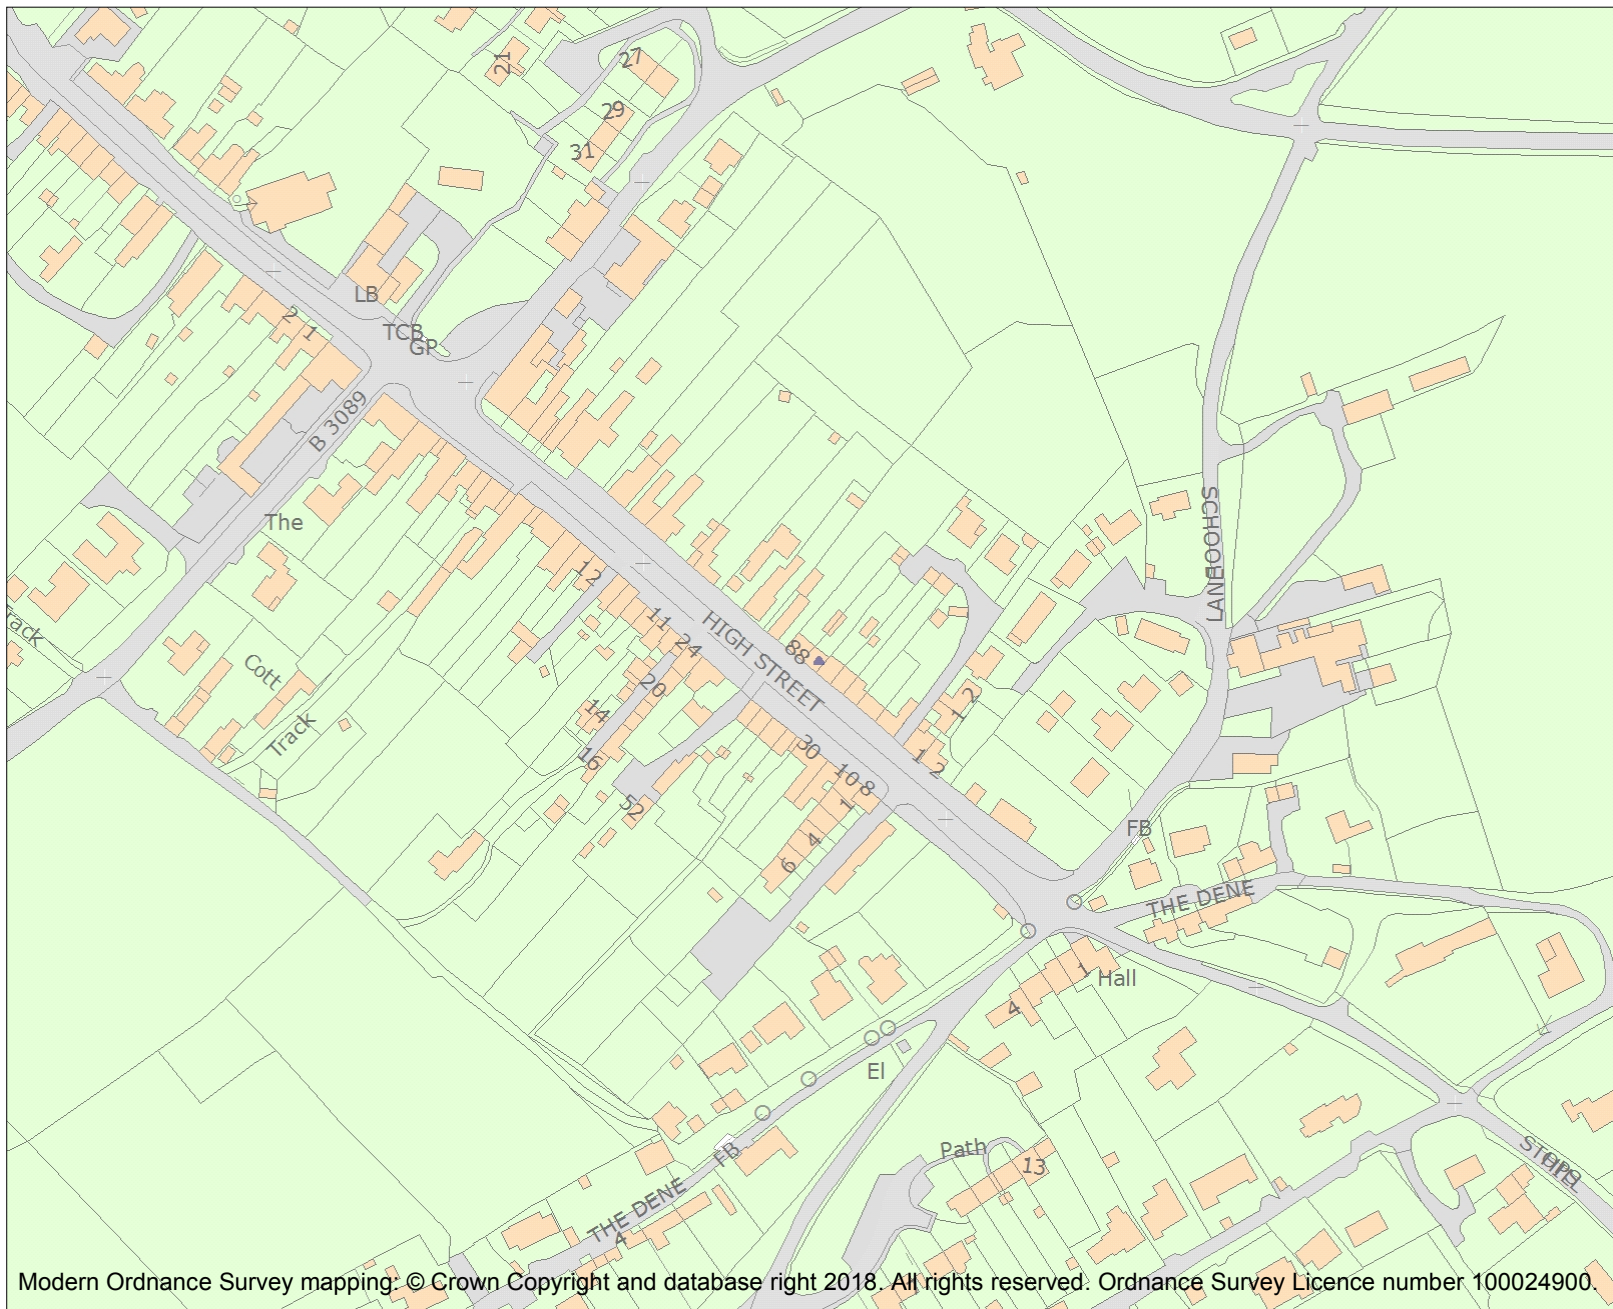 27
21
29
31
LB
TCB
GP
2 1
B 3089
The
SCHOOL
LANE
12
11
24
HIGH STREET
88
rack
Cott
20
14
2
1
Track
16
30
1 2
10
8
52
1
4
6
FB
THE DENE
1
Hall
4
El
Path
13
FB
THE DENE
4
Modern Ordnance Survey mapping: © Crown Copyright and database right 2018. All rights reserved. Ordnance Survey Licence number 100024900.